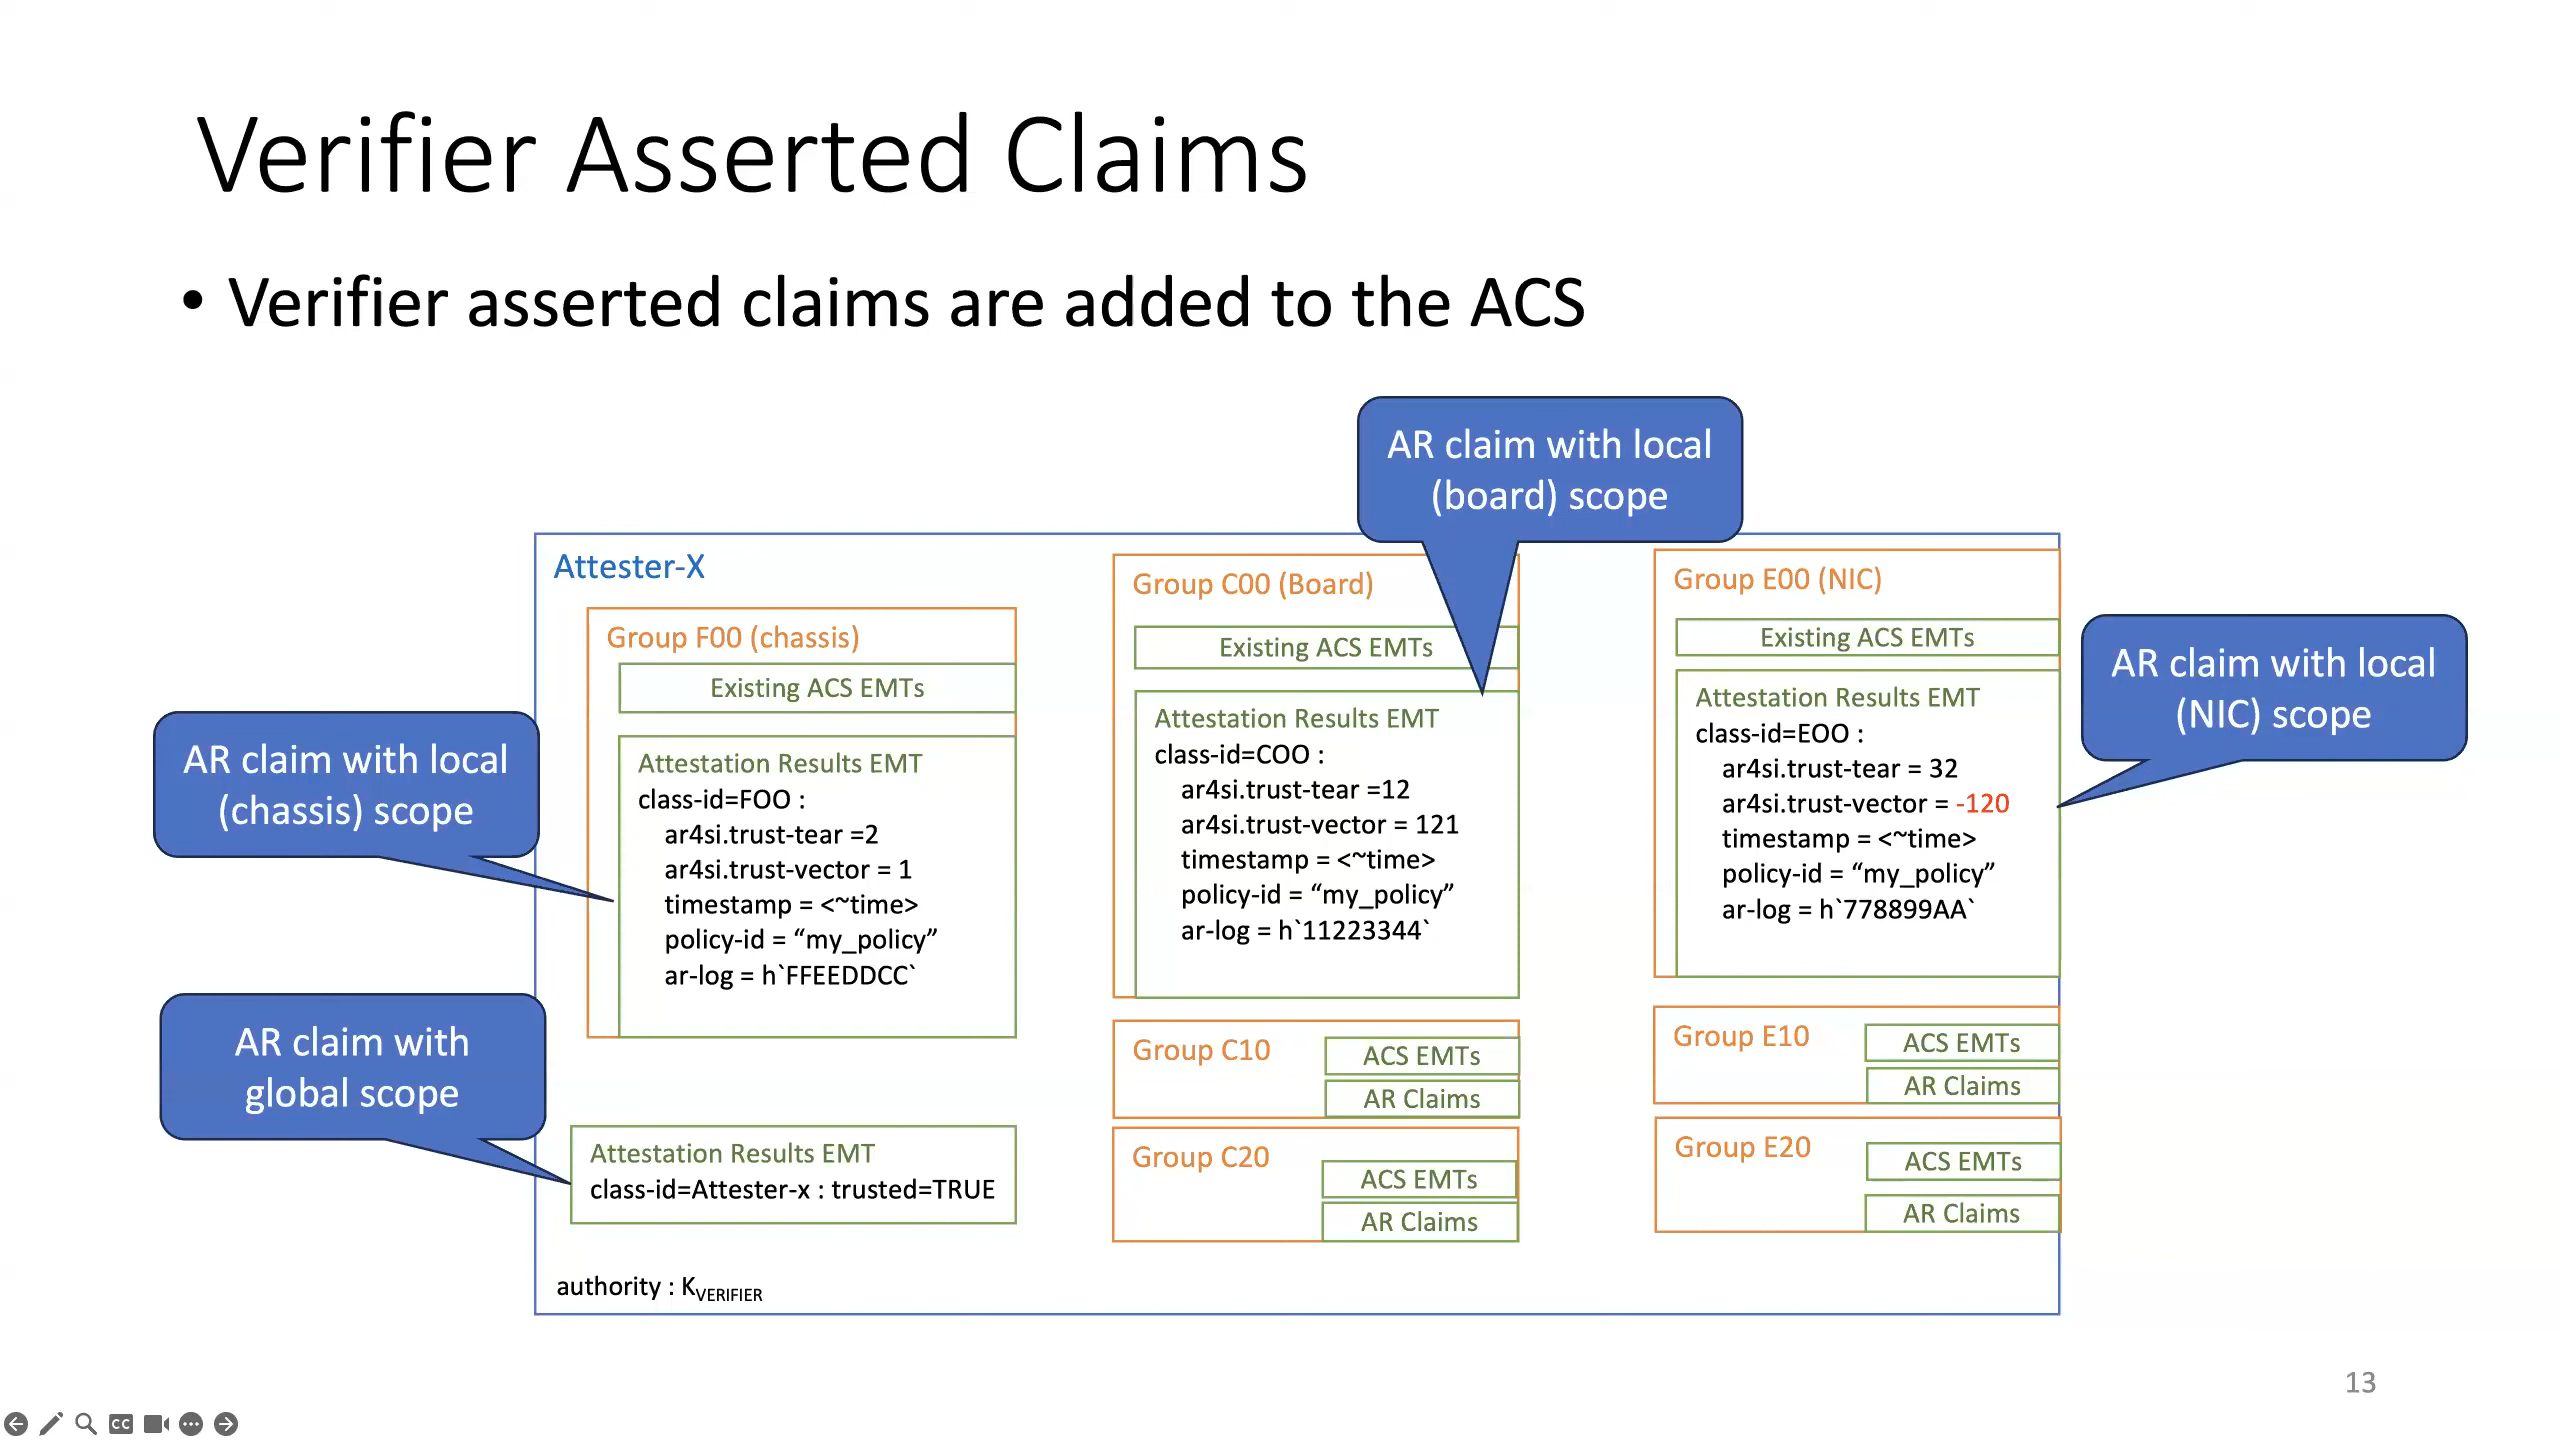 Verifier Asserted Claims
• Verifier asserted claims are added to the ACS
AR claim with local
(board) scope
Attester-X
Group F00 (chassis)
Existing ACS EMTs
Attestation Results EMT
class-id=FOO :
ar4si.trust-tear =2
ar4si.trust-vector = 1
timestamp = <~time>
policy-id = “my_policy”
ar-log = h`FFEEDDCC`
AR claim with local
(chassis) scope
AR claim with
global scope
Attestation Results EMT
class-id=Attester-x : trusted=TRUE
authority : KVERIFIER
Group C00 (Board)
Existing ACS EMTs
Attestation Results EMT
class-id=COO :
ar4si.trust-tear =12
ar4si.trust-vector = 121
timestamp = <~time>
policy-id = “my_policy”
ar-log = h`11223344`
Group C10
ACS EMTs
AR Claims
Group C20
ACS EMTs
AR Claims
Group E00 (NIC)
Existing ACS EMTs
Attestation Results EMT
class-id=EOO :
ar4si.trust-tear = 32
ar4si.trust-vector = -120
timestamp = <~time>
policy-id = “my_policy”
ar-log = h`778899AA`
AR claim with local
(NIC) scope
Group E10
ACS EMTs
AR Claims
Group E20
ACS EMTs
AR Claims
13
CC